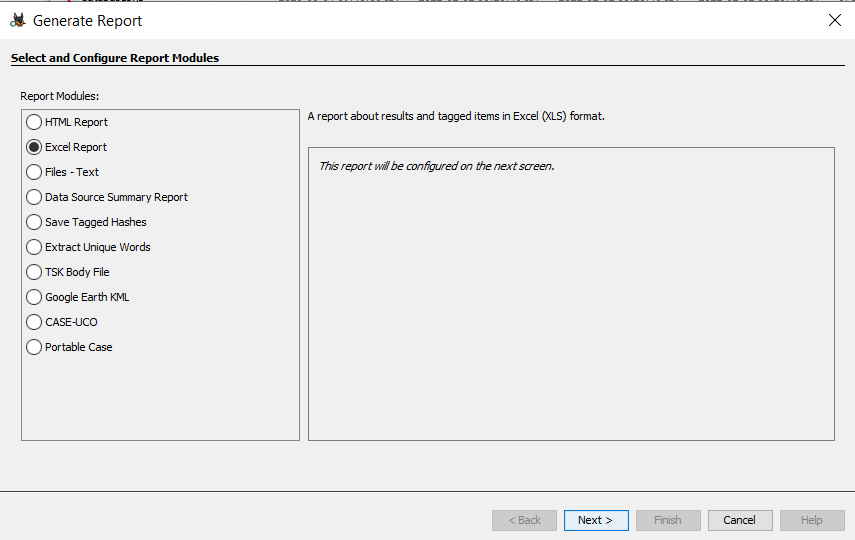 Generate Report
Select and Configure Report Modules
Report Modules:
HTML Report
Excel Report
Files - Text
Data Source Summary Report
Save Tagged Hashes
Extract Unique Words
TSK Body File
Google Earth KML
CASE-UCO
Portable Case
A report about results and tagged items in Excel (XLS) format.
This report will be configured on the next screen.
< Back Next > Finish Cancel Help